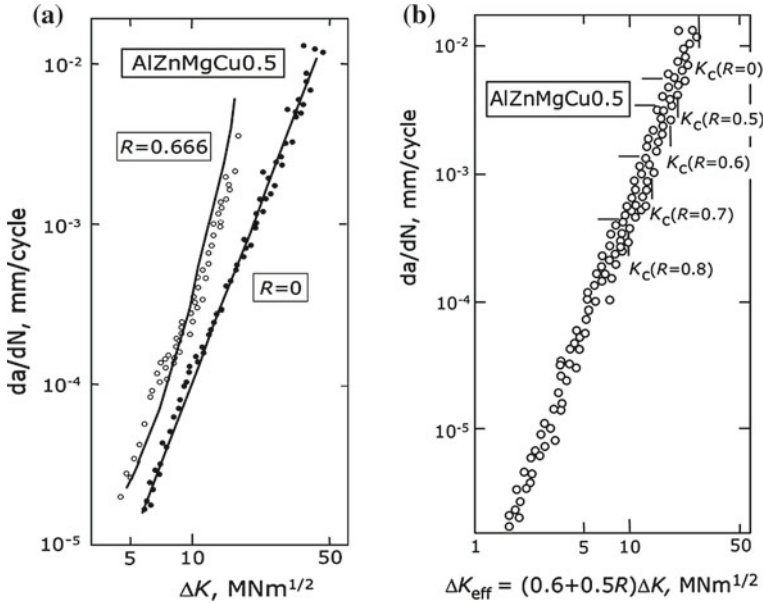 (a)
10⁻²
AlZnMgCu0.5
R=0.666
da/dN, mm/cycle
10⁻³
R=0
10⁻⁴
10⁻⁵
5 10 50
ΔK, MNm¹/²
(b)
10⁻²
Kc(R=0)
AlZnMgCu0.5
Kc(R=0.5)
Kc(R=0.6)
da/dN, mm/cycle
10⁻³
Kc(R=0.7)
Kc(R=0.8)
10⁻⁴
10⁻⁵
1 5 10 50
ΔKeff = (0.6+0.5R)ΔK, MNm¹/²